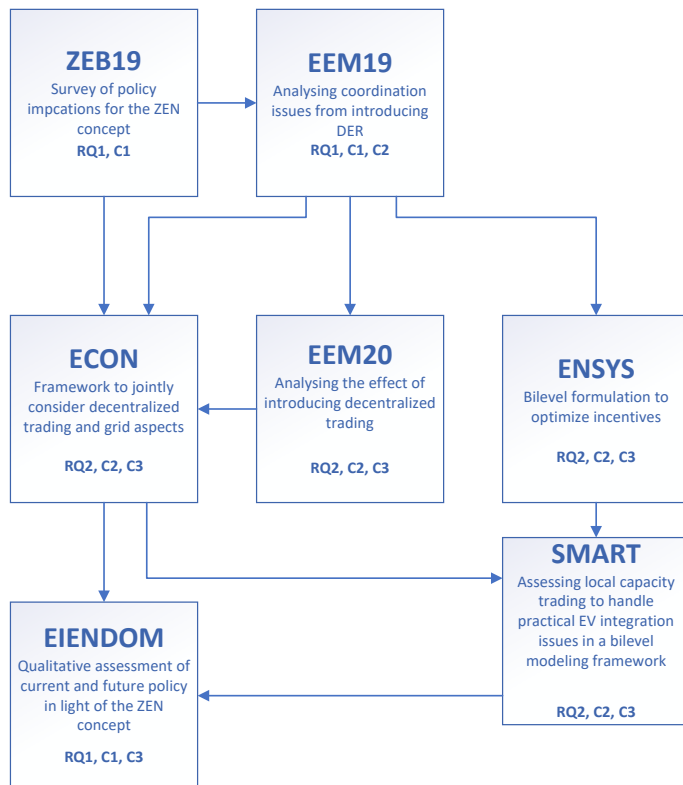 ZEB19
Survey of policy
impcations for the ZEN
concept
RQ1, C1
EEM19
Analysing coordination
issues from introducing
DER
RQ1, C1, C2
ECON
Framework to jointly
consider decentralized
trading and grid aspects
RQ2, C2, C3
EEM20
Analysing the effect of
introducing decentralized
trading
RQ2, C2, C3
ENSYS
Bilevel formulation to
optimize incentives
RQ2, C2, C3
SMART
Assessing local capacity
trading to handle
practical EV integration
issues in a bilevel
modeling framework
RQ2, C2, C3
EIENDOM
Qualitative assessment of
current and future policy
in light of the ZEN
concept
RQ1, C1, C3